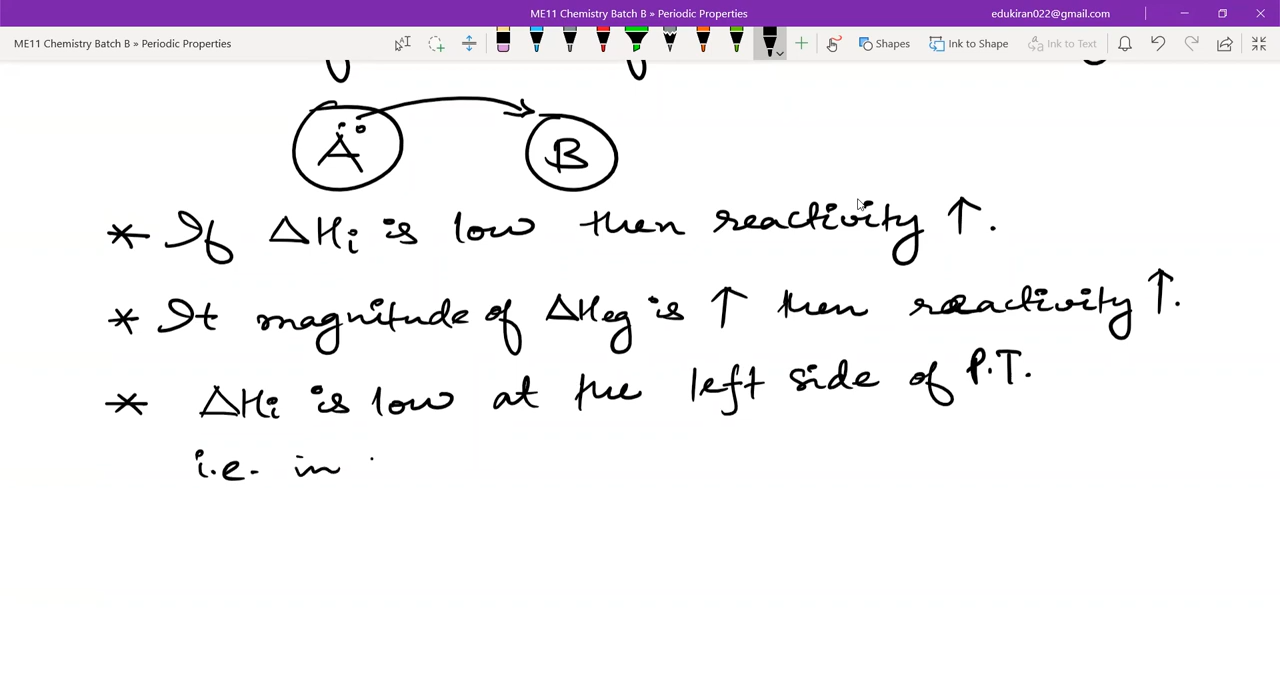 ME11 Chemistry Batch B » Periodic Properties
edukiran022@gmail.com
ME11 Chemistry Batch B » Periodic Properties
Shapes
Ink to Shape
Ink to Text
A B
* If ΔHi is low then reactivity ↑.
* It magnitude of ΔHeg is ↑ then reactivity ↑.
* ΔHi is low at the left side of P.T.
i.e. in